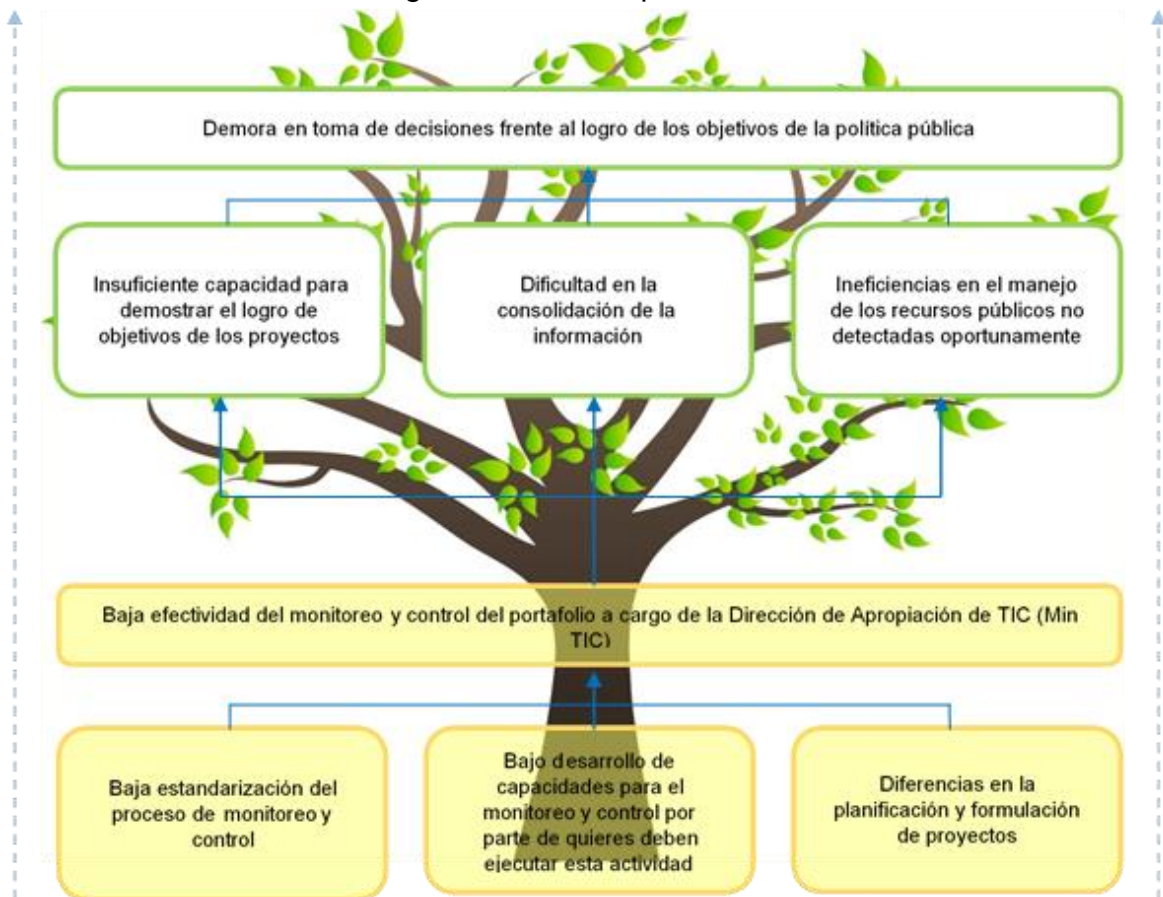 Demora en toma de decisiones frente al logro de los objetivos de la política pública
Insuficiente capacidad para
demostrar el logro de
objetivos de los proyectos
Dificultad en la
consolidación de la
información
Ineficiencias en el manejo
de los recursos públicos no
detectadas oportunamente
Baja efectividad del monitoreo y control del portafolio a cargo de la Dirección de Apropiación de TIC (Min
TIC)
Baja estandarización del
proceso de monitoreo y
control
Bajo desarrollo de
capacidades para el
monitoreo y control por
parte de quieres deben
ejecutar esta actividad
Diferencias en la
planificación y formulación
de proyectos